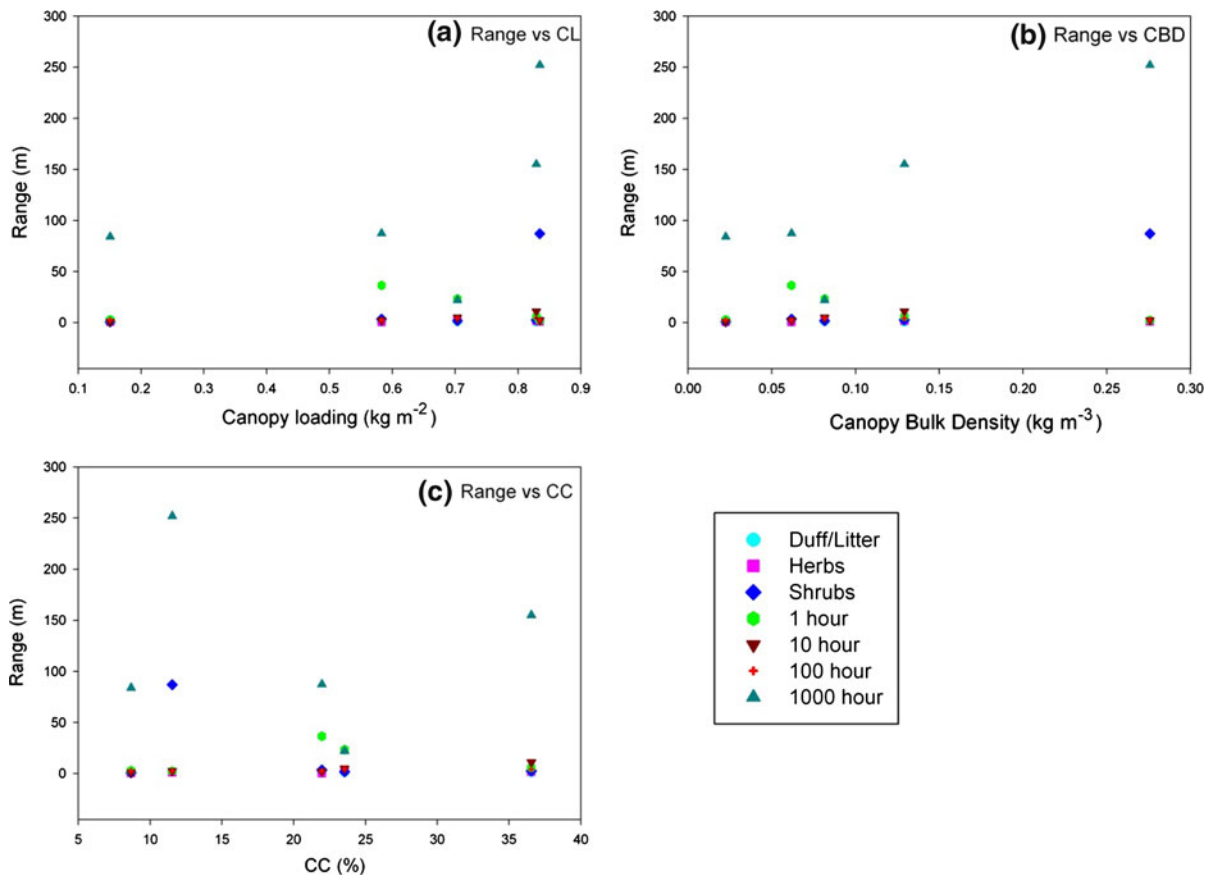 (a) Range vs CL
300
250
200
150
100
50
0
Range (m)
0.1 0.2 0.3 0.4 0.5 0.6 0.7 0.8 0.9
Canopy loading (kg m-2)
(b) Range vs CBD
300
250
200
150
100
50
0
Range (m)
0.00 0.05 0.10 0.15 0.20 0.25 0.30
Canopy Bulk Density (kg m-3)
(c) Range vs CC
300
250
200
150
100
50
0
Range (m)
5 10 15 20 25 30 35 40
CC (%)
Duff/Litter
Herbs
Shrubs
1 hour
10 hour
100 hour
1000 hour